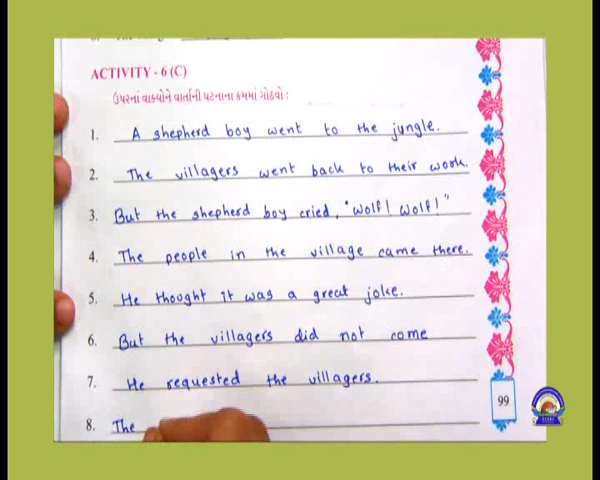 ACTIVITY - 6 (C)
ઉપરનાં વાક્યોને વાર્તાની ઘટનાના ક્રમમાં ગોઠવો :
1. A shepherd boy went to the jungle.
2. The villagers went back to their work.
3. But the shepherd boy cried, "Wolf! Wolf!"
4. The people in the village came there.
5. He thought it was a great joke.
6. But the villagers did not come
7. He requested the villagers.
8. The
99